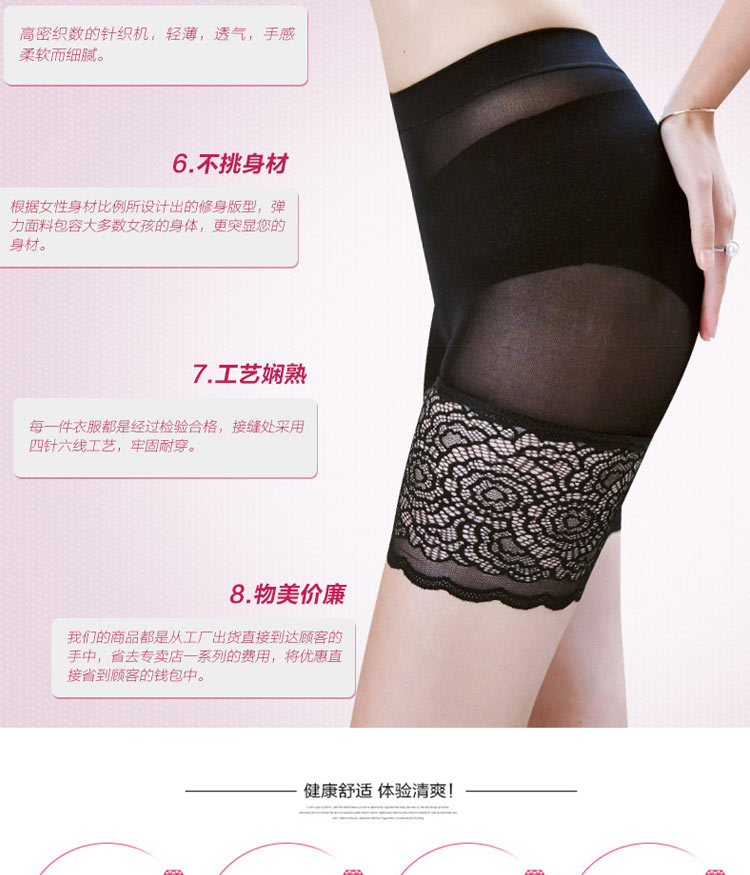 高密织数的针织机，轻薄，透气，手感
柔软而细腻。
6.不挑身材
根据女性身材比例所设计出的修身版型，弹
力面料包容大多数女孩的身体，更突显您的
身材。
7.工艺娴熟
每一件衣服都是经过检验合格，接缝处采用
四针六线工艺，牢固耐穿。
8.物美价廉
我们的商品都是从工厂出货直接到达顾客的
手中，省去专卖店一系列的费用，将优惠直
接省到顾客的钱包中。
健康舒适 体验清爽！